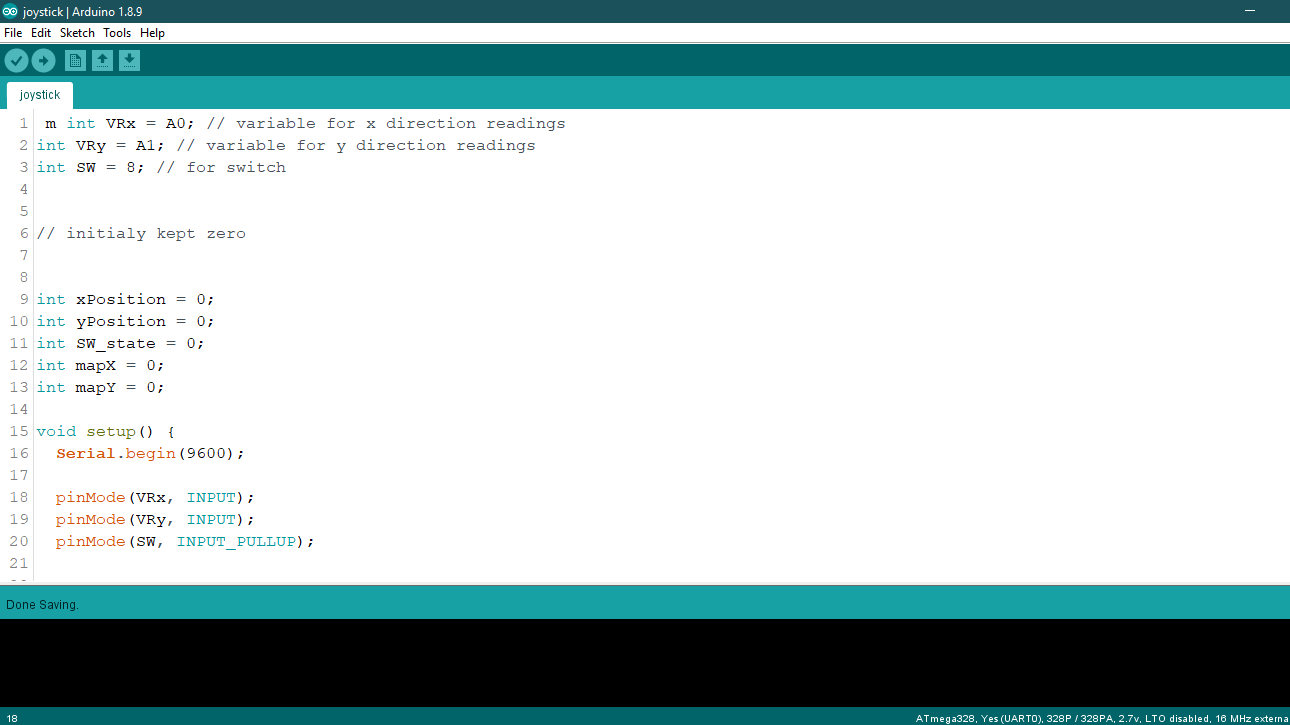 joystick | Arduino 1.8.9
File Edit Sketch Tools Help
joystick
1 m int VRx = A0; // variable for x direction readings
2 int VRy = A1; // variable for y direction readings
3 int SW = 8; // for switch
4
5
6 // initialy kept zero
7
8
9 int xPosition = 0;
10 int yPosition = 0;
11 int SW_state = 0;
12 int mapX = 0;
13 int mapY = 0;
14
15 void setup() {
16 Serial.begin(9600);
17
18 pinMode(VRx, INPUT);
19 pinMode(VRy, INPUT);
20 pinMode(SW, INPUT_PULLUP);
21
Done Saving.
18 ATmega328, Yes (UART0), 328P / 328PA, 2.7v, LTO disabled, 16 MHz externa